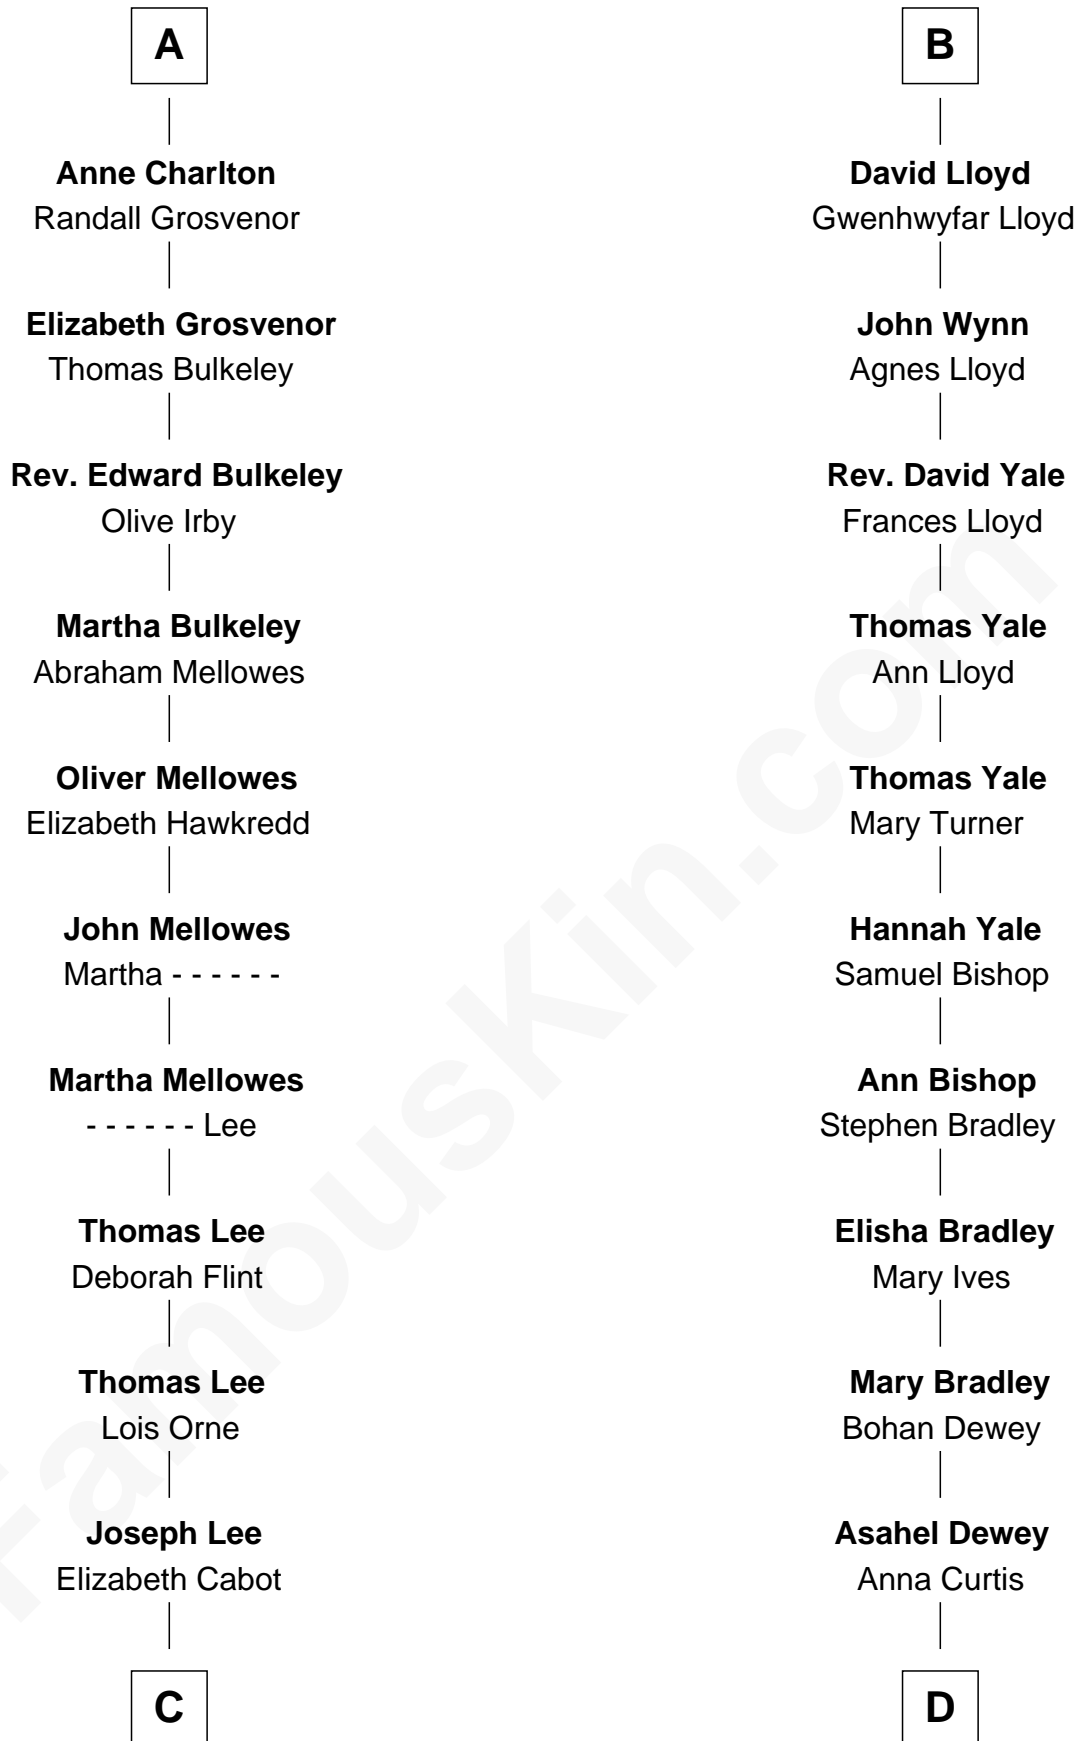 A
Anne Charlton
Randall Grosvenor
Elizabeth Grosvenor
Thomas Bulkeley
Rev. Edward Bulkeley
Olive Irby
Martha Bulkeley
Abraham Mellowes
Oliver Mellowes
Elizabeth Hawkredd
John Mellowes
Martha - - - - - -
Martha Mellowes
- - - - - - Lee
Thomas Lee
Deborah Flint
Thomas Lee
Lois Orne
Joseph Lee
Elizabeth Cabot
C
B
David Lloyd
Gwenhwyfar Lloyd
John Wynn
Agnes Lloyd
Rev. David Yale
Frances Lloyd
Thomas Yale
Ann Lloyd
Thomas Yale
Mary Turner
Hannah Yale
Samuel Bishop
Ann Bishop
Stephen Bradley
Elisha Bradley
Mary Ives
Mary Bradley
Bohan Dewey
Asahel Dewey
Anna Curtis
D
FamousKin.com